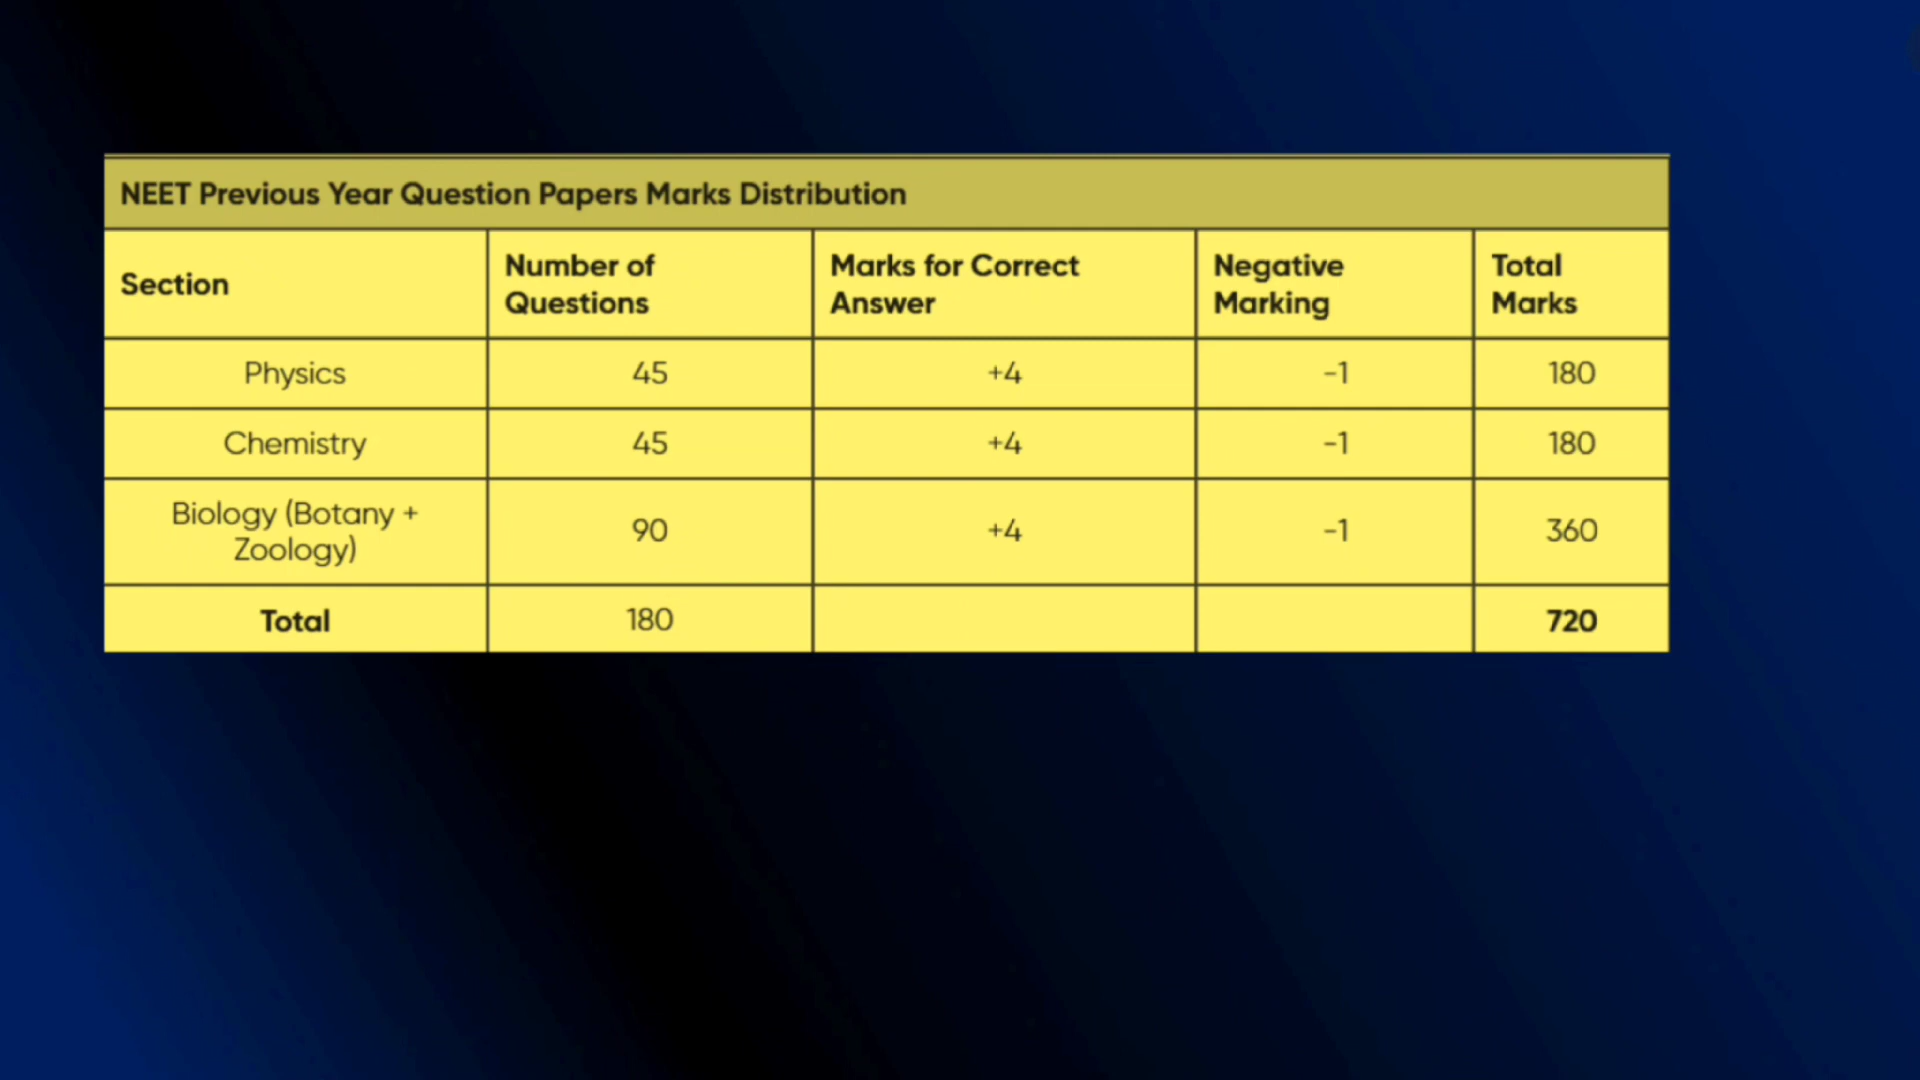 NEET Previous Year Question Papers Marks Distribution
Section
Number of
Questions
Marks for Correct
Answer
Negative
Marking
Total
Marks
Physics
45
+4
-1
180
Chemistry
45
+4
-1
180
Biology (Botany +
Zoology)
90
+4
-1
360
Total
180
720